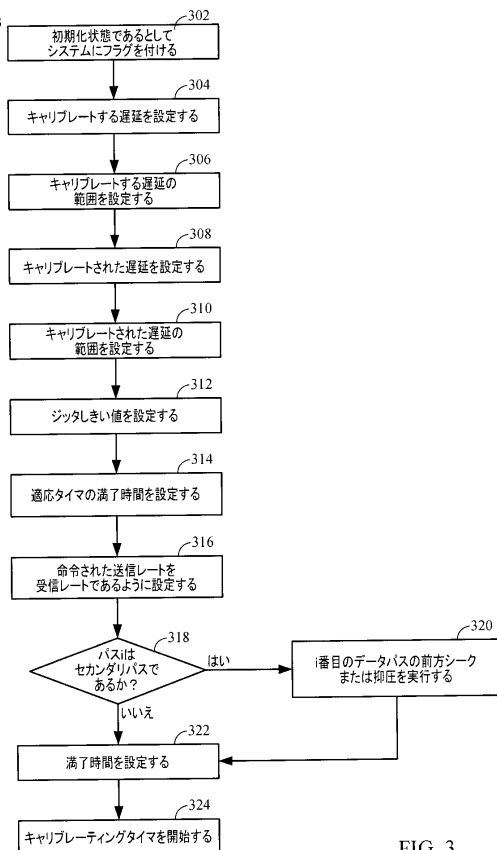 302
初期化状態であるとして
システムにフラグを付ける
304
キャリブレートする遅延を設定する
306
キャリブレートする遅延の
範囲を設定する
308
キャリブレートされた遅延を設定する
310
キャリブレートされた遅延の
範囲を設定する
312
ジッタしきい値を設定する
314
適応タイマの満了時間を設定する
316
命令された送信レートを
受信レートであるように設定する
318
パスiは
セカンダリパスで
あるか?
はい
320
i番目のデータパスの前方シーク
または抑圧を実行する
いいえ
322
満了時間を設定する
324
キャリブレーティングタイマを開始する
FIG. 3